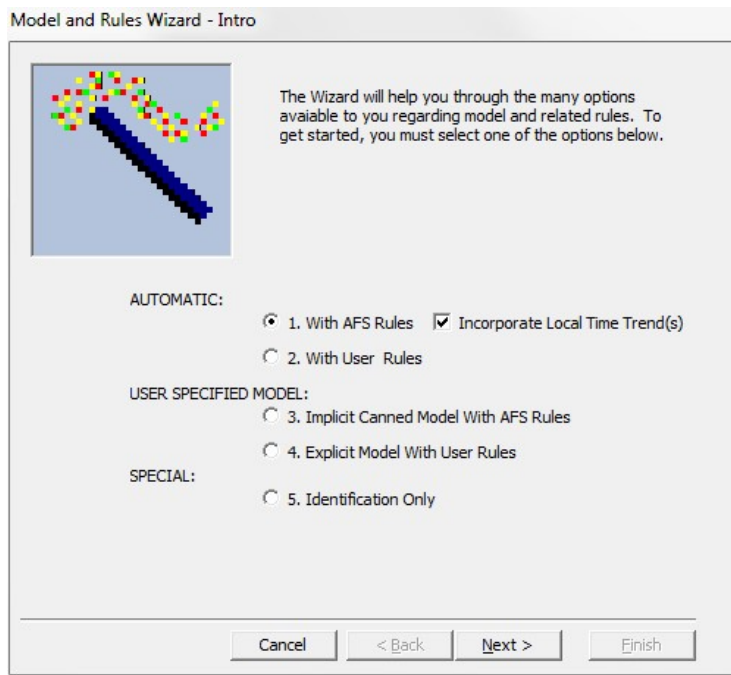 Model and Rules Wizard - Intro
The Wizard will help you through the many options
avaiable to you regarding model and related rules. To
get started, you must select one of the options below.
AUTOMATIC:
1. With AFS Rules Incorporate Local Time Trend(s)
2. With User Rules
USER SPECIFIED MODEL:
3. Implicit Canned Model With AFS Rules
4. Explicit Model With User Rules
SPECIAL:
5. Identification Only
Cancel < Back Next > Finish